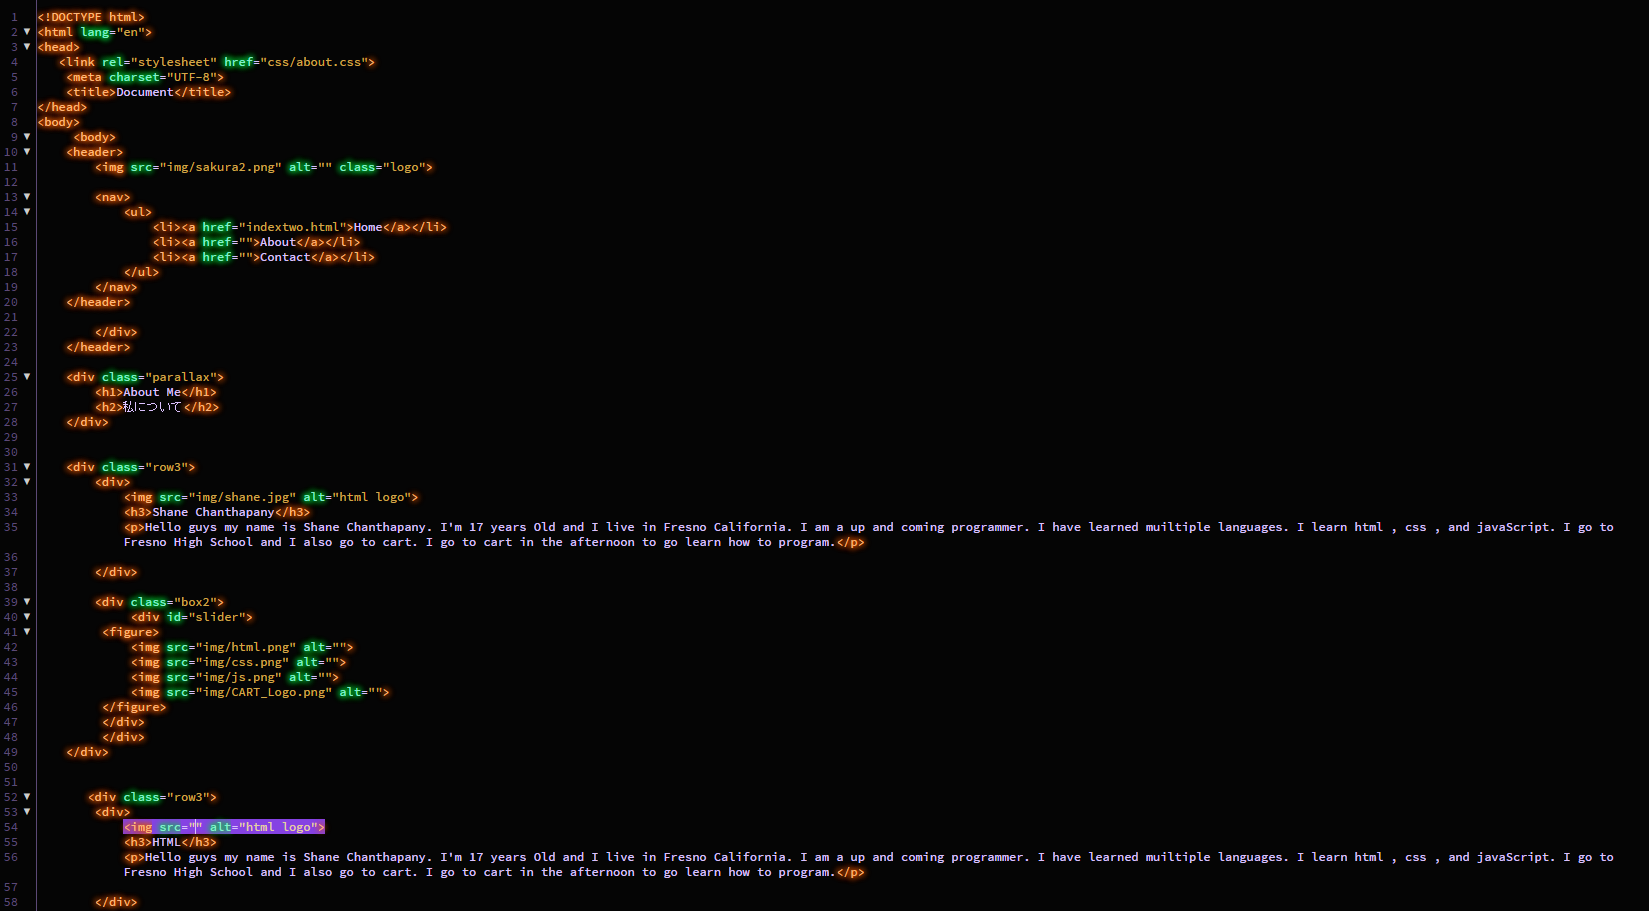 1 <!DOCTYPE html>
2 ▼ <html lang="en">
3 ▼ <head>
4 <link rel="stylesheet" href="css/about.css">
5 <meta charset="UTF-8">
6 <title>Document</title>
7 </head>
8 <body>
9 ▼ <body>
10 ▼ <header>
11 <img src="img/sakura2.png" alt="" class="logo">
12
13 ▼ <nav>
14 ▼ <ul>
15 <li><a href="indextwo.html">Home</a></li>
16 <li><a href="">About</a></li>
17 <li><a href="">Contact</a></li>
18 </ul>
19 </nav>
20 </header>
21
22 </div>
23 </header>
24
25 ▼ <div class="parallax">
26 <h1>About Me</h1>
27 <h2>私について</h2>
28 </div>
29
30
31 ▼ <div class="row3">
32 ▼ <div>
33 <img src="img/shane.jpg" alt="html logo">
34 <h3>Shane Chanthapany</h3>
35 <p>Hello guys my name is Shane Chanthapany. I'm 17 years Old and I live in Fresno California. I am a up and coming programmer. I have learned muiltiple languages. I learn html , css , and javaScript. I go to
Fresno High School and I also go to cart. I go to cart in the afternoon to go learn how to program.</p>
36
37 </div>
38
39 ▼ <div class="box2">
40 ▼ <div id="slider">
41 ▼ <figure>
42 <img src="img/html.png" alt="">
43 <img src="img/css.png" alt="">
44 <img src="img/js.png" alt="">
45 <img src="img/CART_Logo.png" alt="">
46 </figure>
47 </div>
48 </div>
49 </div>
50
51
52 ▼ <div class="row3">
53 ▼ <div>
54 <img src="" alt="html logo">
55 <h3>HTML</h3>
56 <p>Hello guys my name is Shane Chanthapany. I'm 17 years Old and I live in Fresno California. I am a up and coming programmer. I have learned muiltiple languages. I learn html , css , and javaScript. I go to
Fresno High School and I also go to cart. I go to cart in the afternoon to go learn how to program.</p>
57
58 </div>